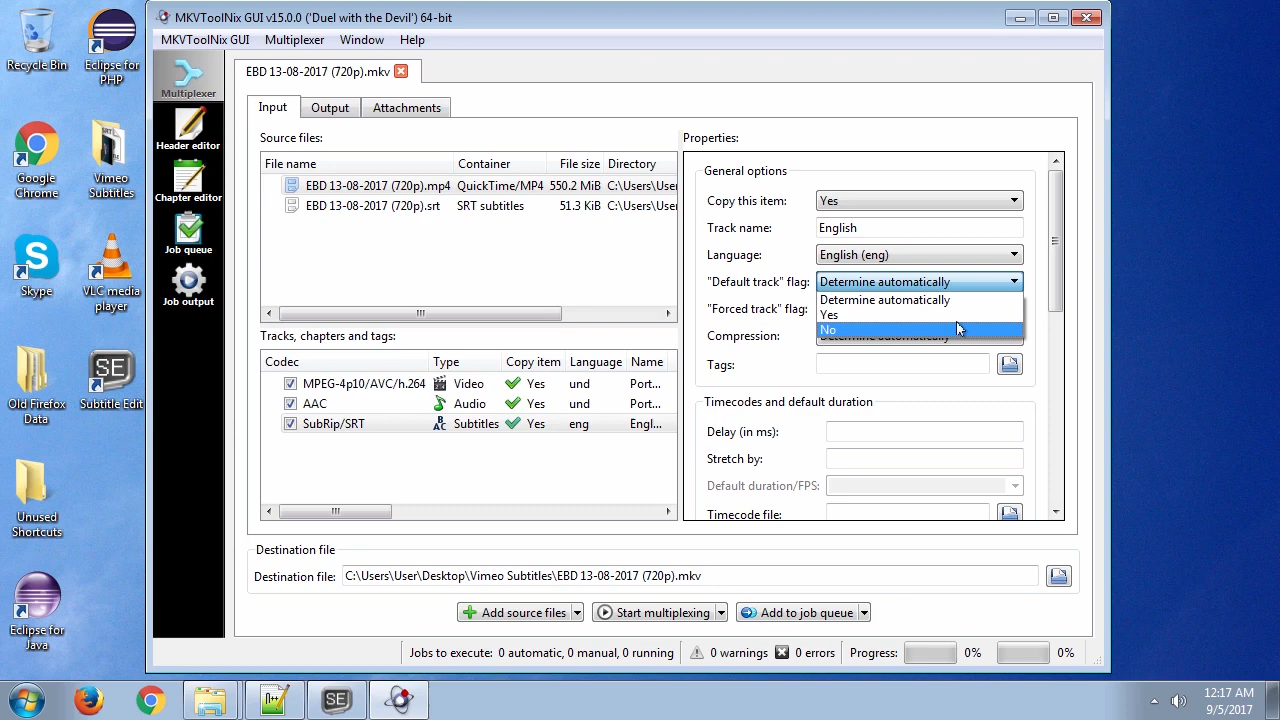 MKVToolNix GUI v15.0.0 ('Duel with the Devil') 64-bit
MKVToolNix GUI Multiplexer Window Help
Recycle Bin
Eclipse for
PHP
Google
Chrome
Vimeo
Subtitles
SRT
Skype
VLC media
player
Old Firefox
Data
SE
Subtitle Edit
Unused
Shortcuts
Eclipse for
Java
Multiplexer
Header editor
Chapter editor
Job queue
Job output
EBD 13-08-2017 (720p).mkv
Input Output Attachments
Source files:
File name Container File size Directory
EBD 13-08-2017 (720p).mp4 QuickTime/MP4 550.2 MiB C:\Users\User
EBD 13-08-2017 (720p).srt SRT subtitles 51.3 KiB C:\Users\User
Tracks, chapters and tags:
Codec Type Copy item Language Name
MPEG-4p10/AVC/h.264 Video Yes und Port...
AAC Audio Yes und Port...
SubRip/SRT Subtitles Yes eng Engl...
Properties:
General options
Copy this item: Yes
Track name: English
Language: English (eng)
"Default track" flag: Determine automatically
Determine automatically
Yes
No
"Forced track" flag:
Compression: Determine automatically
Tags:
Timecodes and default duration
Delay (in ms):
Stretch by:
Default duration/FPS:
Timecode file:
Destination file
Destination file: C:\Users\User\Desktop\Vimeo Subtitles\EBD 13-08-2017 (720p).mkv
Add source files Start multiplexing Add to job queue
Jobs to execute: 0 automatic, 0 manual, 0 running 0 warnings 0 errors Progress: 0% 0%
SE
12:17 AM
9/5/2017